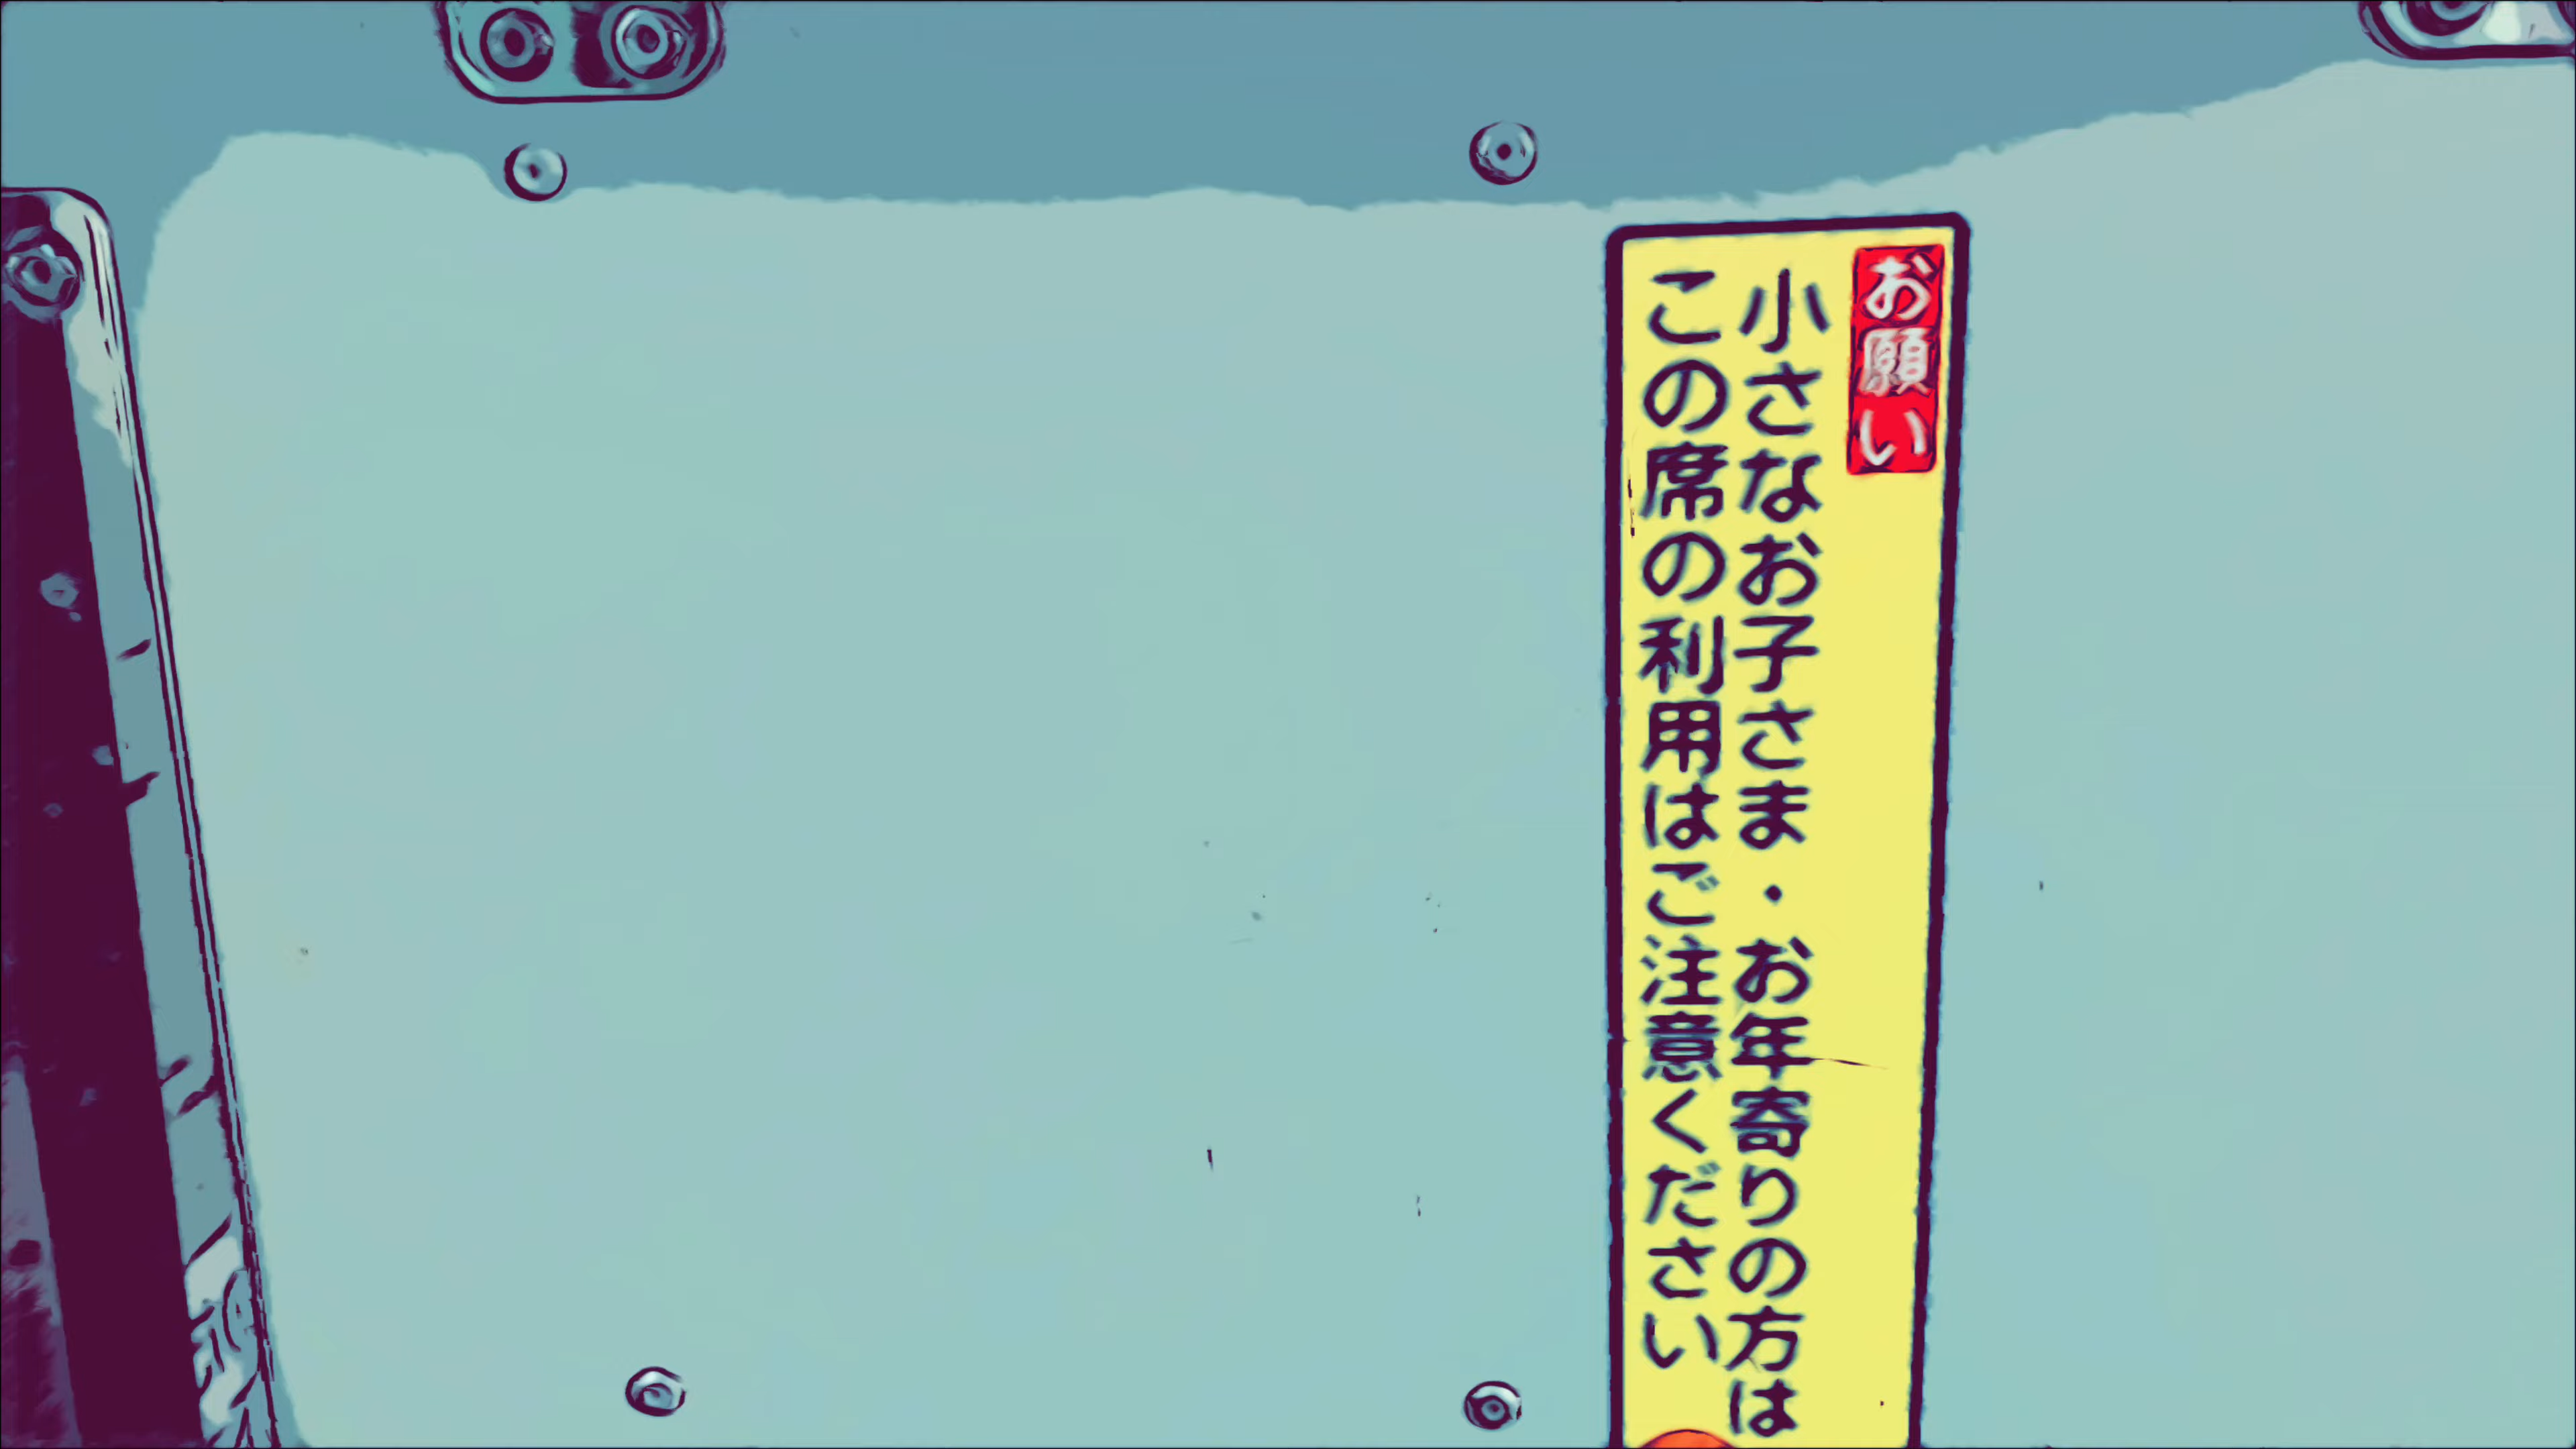 お願い
小さなお子さま・お年寄りの方は
この席の利用はご注意ください